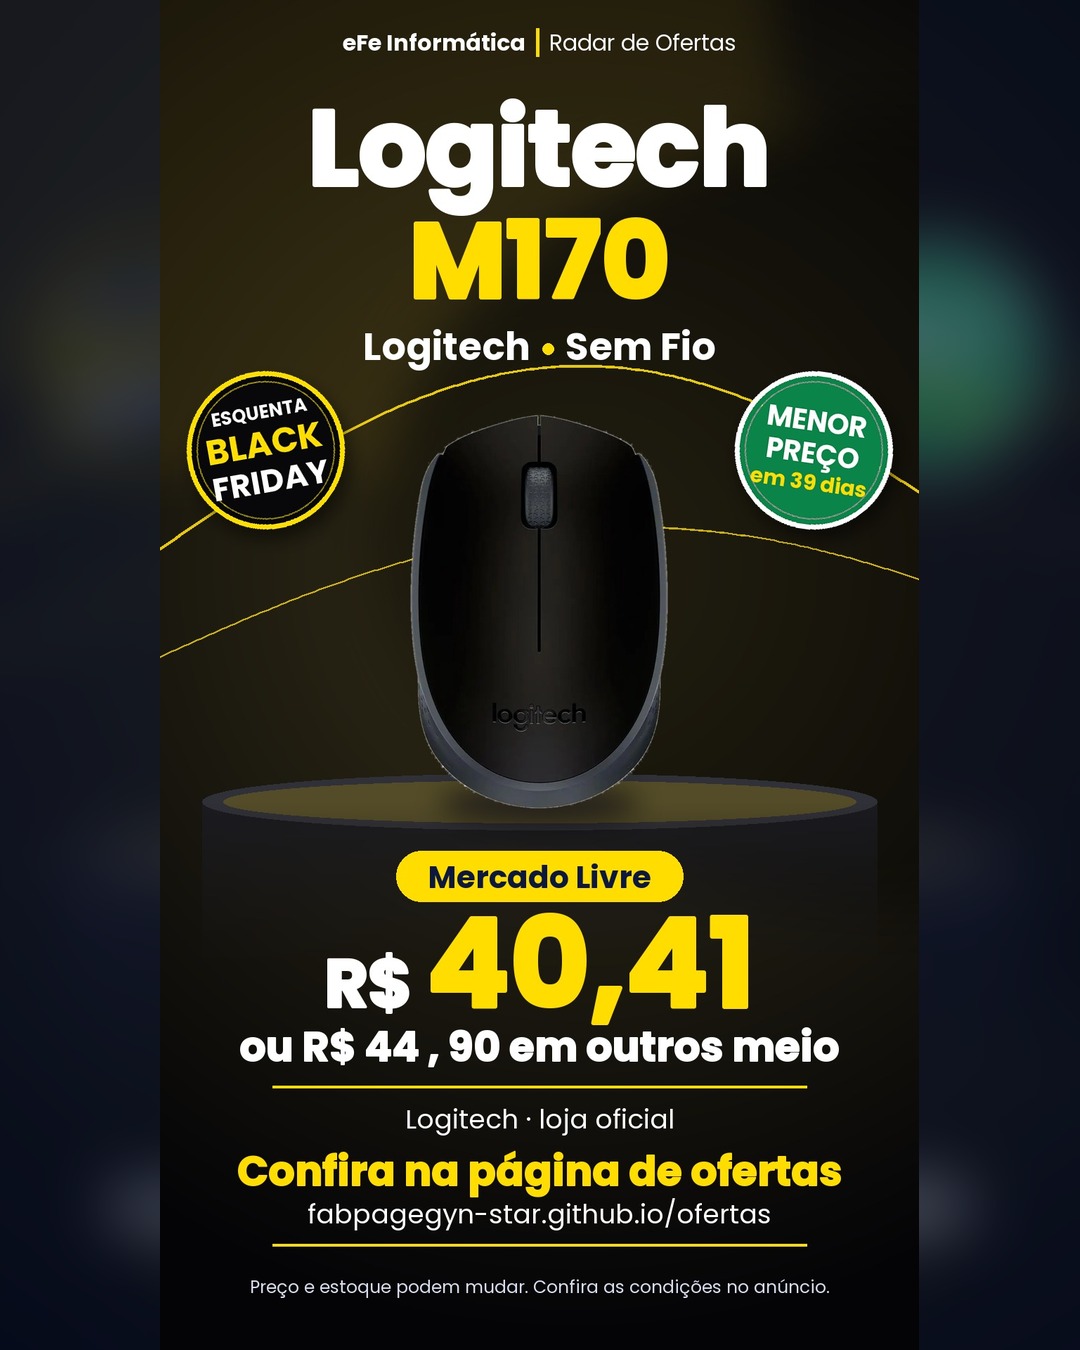 eFe Informática | Radar de Ofertas
Logitech
M170
Logitech • Sem Fio
ESQUENTA
BLACK
FRIDAY
MENOR
PREÇO
em 39 dias
logitech
Mercado Livre
R$ 40,41
ou R$ 44 , 90 em outros meio
Logitech · loja oficial
Confira na página de ofertas
fabpagegyn-star.github.io/ofertas
Preço e estoque podem mudar. Confira as condições no anúncio.